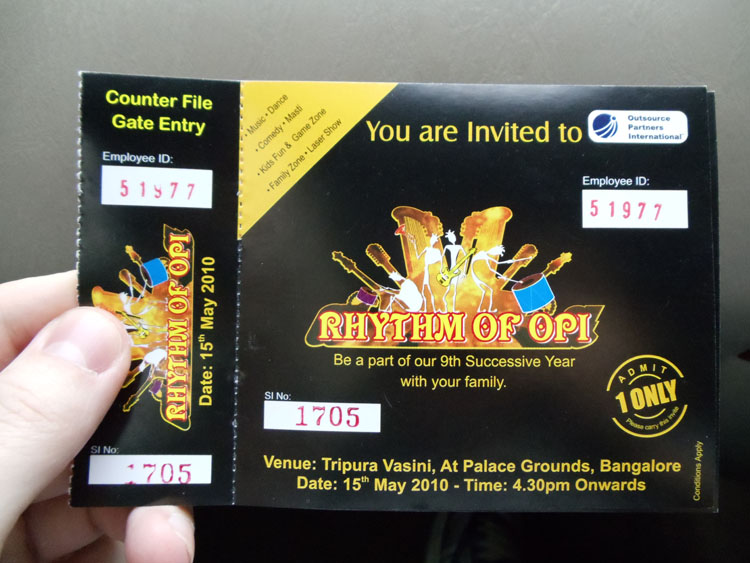 Counter File
Gate Entry
Employee ID:
51977
RHYTHM OF OPI
Date: 15th May 2010
Sl No:
1705
• Music • Dance
• Comedy • Masti
• Kids Fun & Game Zone
• Family Zone • Laser Show
You are Invited to
Outsource
Partners
International
Employee ID:
51977
RHYTHM OF OPI
Be a part of our 9th Successive Year
with your family.
ADMIT
1 ONLY
Please carry this invite
Sl No:
1705
Venue: Tripura Vasini, At Palace Grounds, Bangalore
Date: 15th May 2010 - Time: 4.30pm Onwards
Conditions Apply